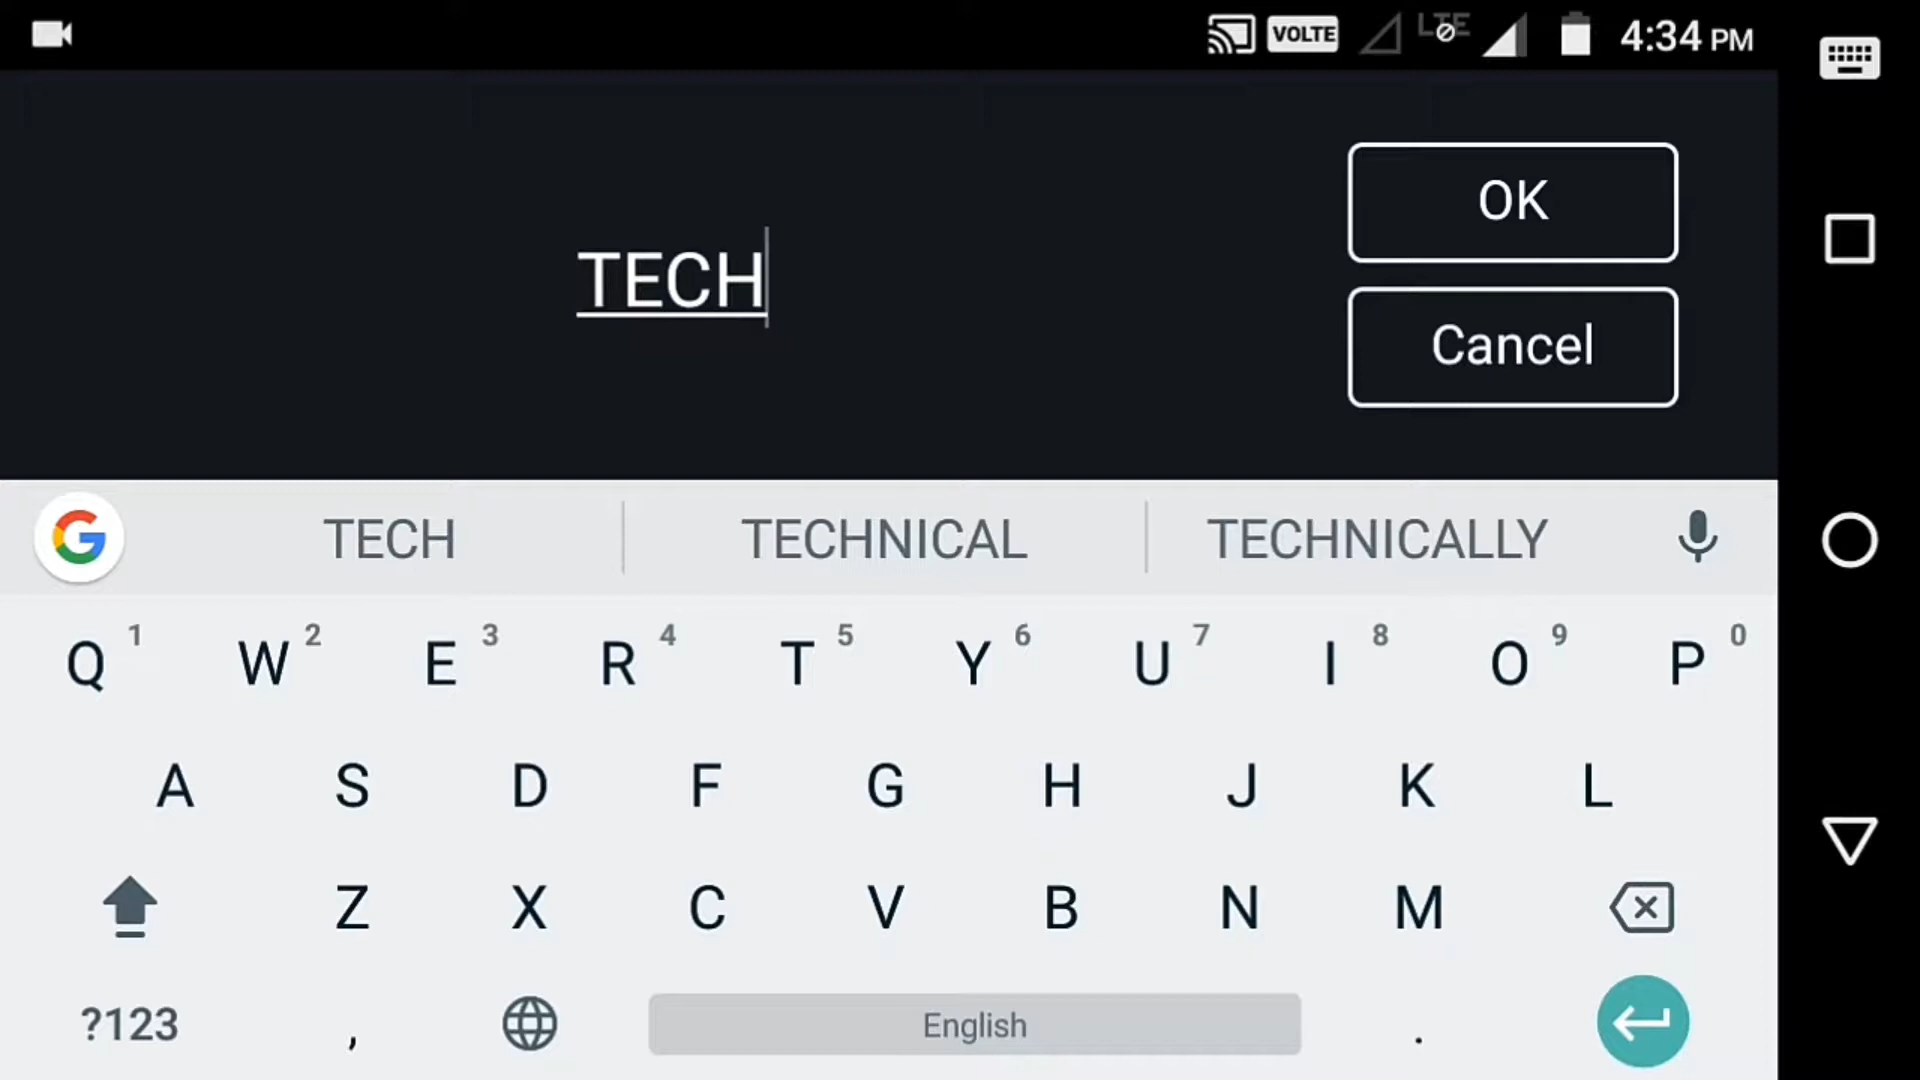 VOLTE LTE 4:34 PM
OK
TECH
Cancel
G TECH TECHNICAL TECHNICALLY
Q 1 W 2 E 3 R 4 T 5 Y 6 U 7 I 8 O 9 P 0
A S D F G H J K L
Z X C V B N M
?123 , English .